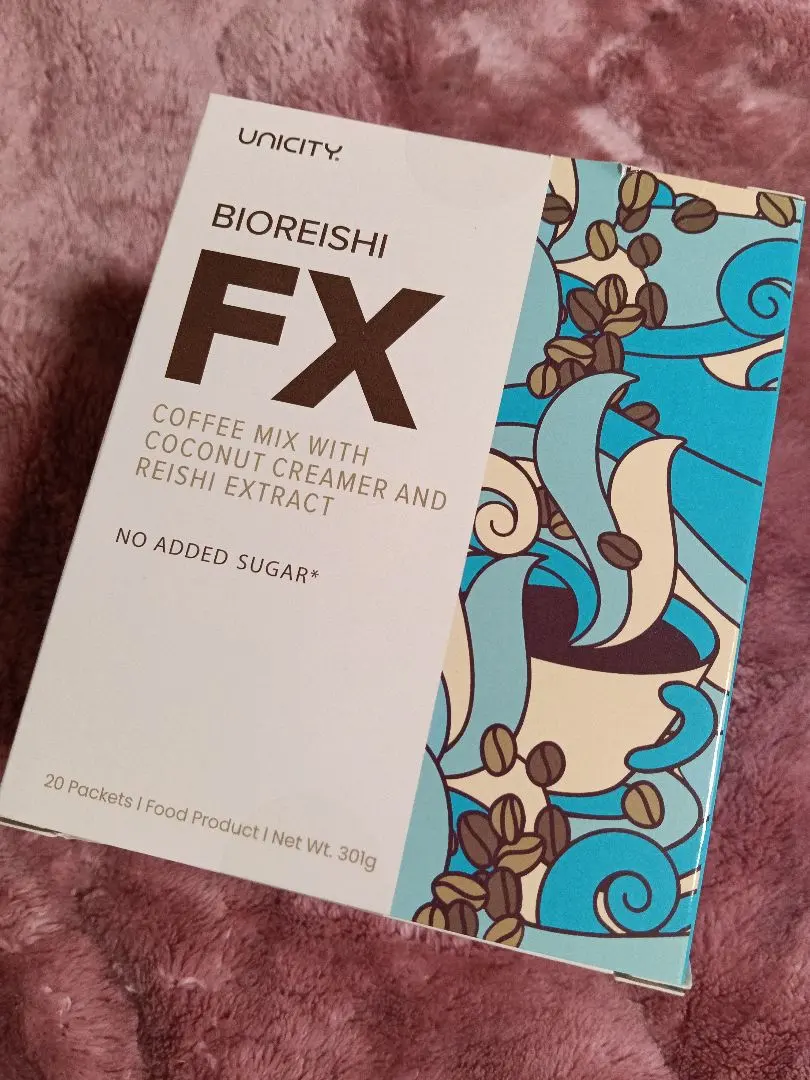 UNICITY.
BIOREISHI
FX
COFFEE MIX WITH
COCONUT CREAMER AND
REISHI EXTRACT
NO ADDED SUGAR*
20 Packets I Food Product I Net Wt. 301g